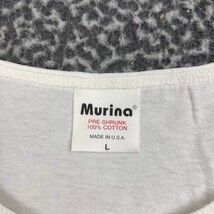 Murina®
PRE-SHRUNK
100% COTTON
MADE IN U.S.A.
L